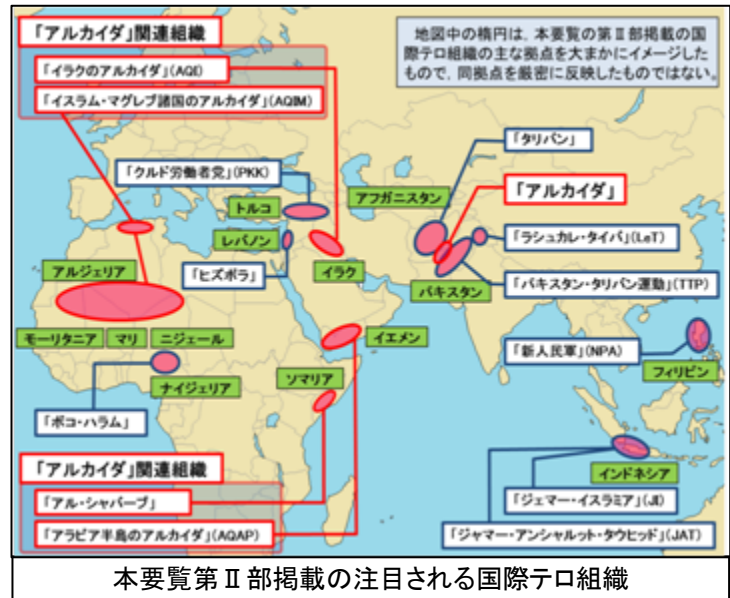 「アルカイダ」関連組織
「イラクのアルカイダ」(AQI)
「イスラム・マグレブ諸国のアルカイダ」(AQIM)
地図中の楕円は，本要覧の第Ⅱ部掲載の国
際テロ組織の主な拠点を大まかにイメージした
もので，同拠点を厳密に反映したものではない。
「タリバン」
「クルド労働者党」(PKK)
アフガニスタン
「アルカイダ」
トルコ
レバノン
「ラシュカレ・タイバ」(LeT)
「ヒズボラ」
イラク
アルジェリア
パキスタン
「パキスタン・タリバン運動」(TTP)
モーリタニア
マリ
ニジェール
イエメン
「新人民軍」(NPA)
フィリピン
ナイジェリア
ソマリア
「ボコ・ハラム」
「アルカイダ」関連組織
インドネシア
「アル・シャバーブ」
「ジェマー・イスラミア」(JI)
「アラビア半島のアルカイダ」(AQAP)
「ジャマー・アンシャルット・タウヒッド」(JAT)
本要覧第Ⅱ部掲載の注目される国際テロ組織